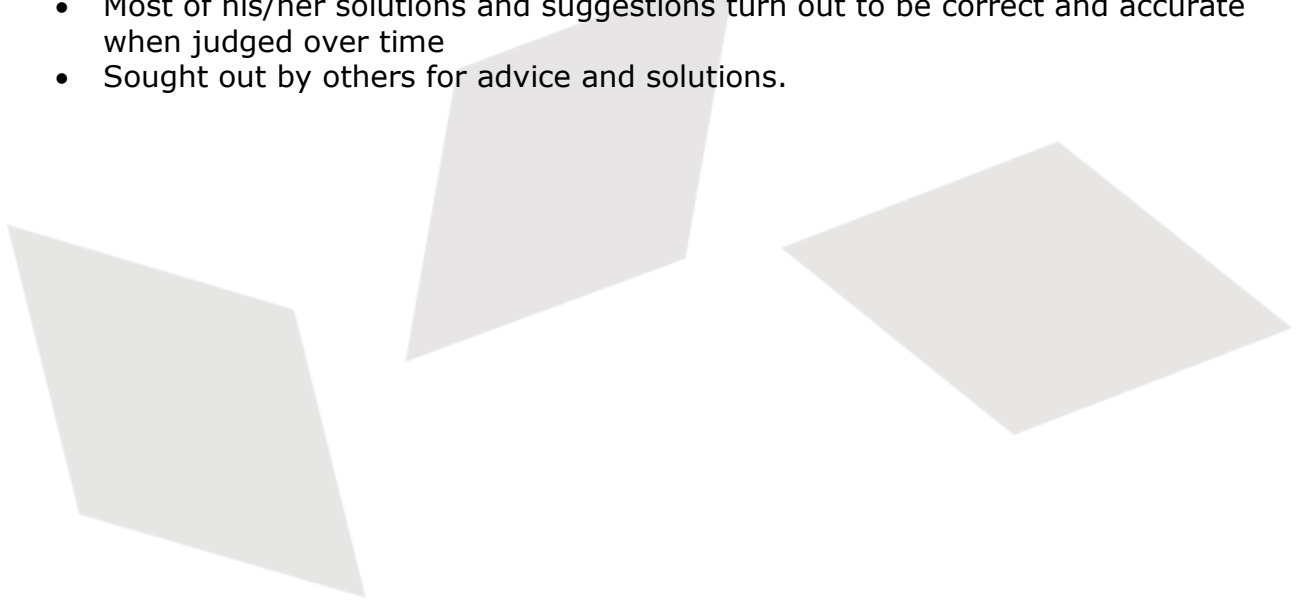 • Most of his/her solutions and suggestions turn out to be correct and accurate
when judged over time
• Sought out by others for advice and solutions.